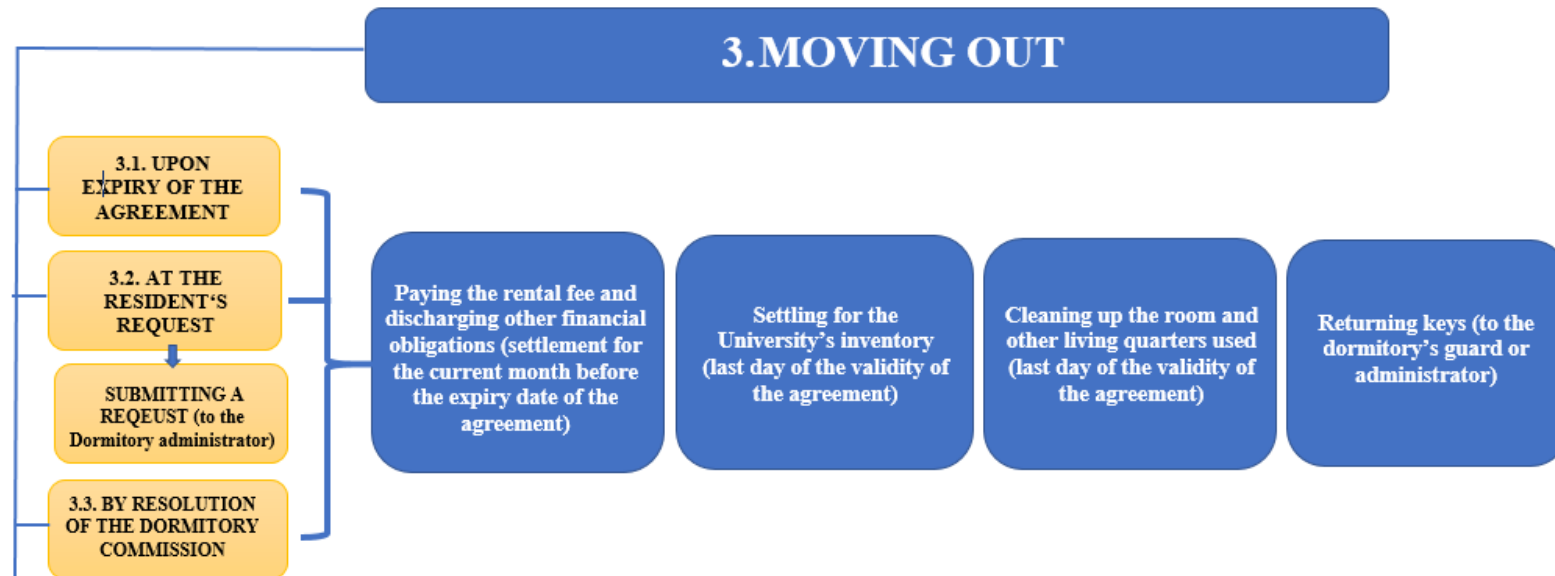 3.MOVING OUT
3.1. UPON
EXPIRY OF THE
AGREEMENT
3.2. AT THE
RESIDENT‘S
REQUEST
SUBMITTING A
REQEUST (to the
Dormitory administrator)
3.3. BY RESOLUTION
OF THE DORMITORY
COMMISSION
Paying the rental fee and
discharging other financial
obligations (settlement for
the current month before
the expiry date of the
agreement)
Settling for the
University’s inventory
(last day of the validity of
the agreement)
Cleaning up the room and
other living quarters used
(last day of the validity of
the agreement)
Returning keys (to the
dormitory’s guard or
administrator)